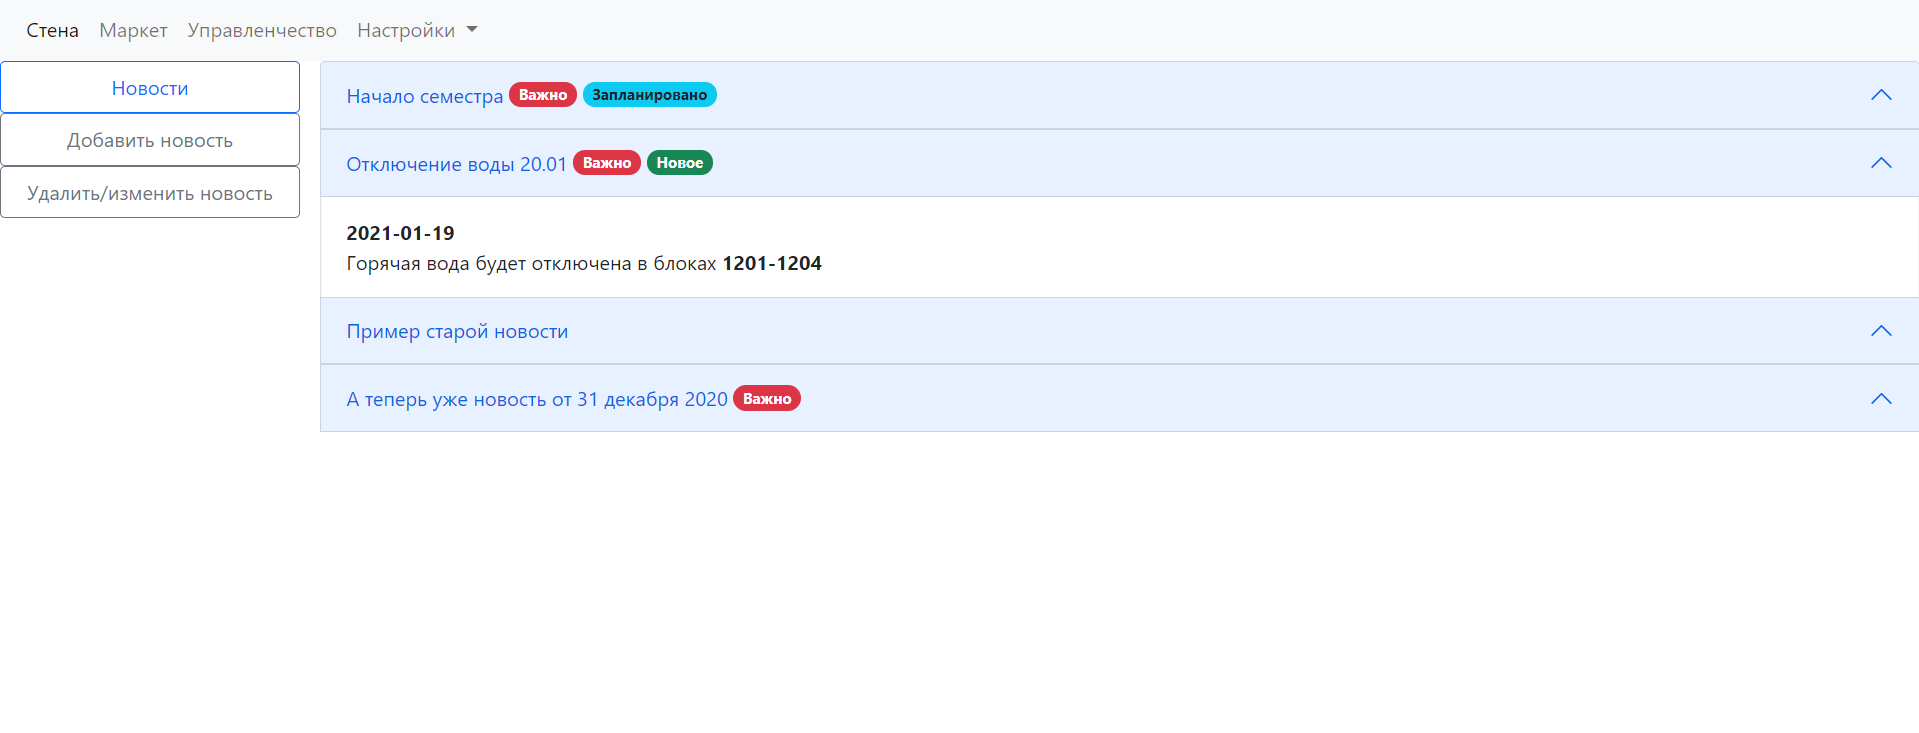 Стена Маркет Управленчество Настройки
Новости
Добавить новость
Удалить/изменить новость
Начало семестра Важно Запланировано
Отключение воды 20.01 Важно Новое
2021-01-19
Горячая вода будет отключена в блоках 1201-1204
Пример старой новости
А теперь уже новость от 31 декабря 2020 Важно